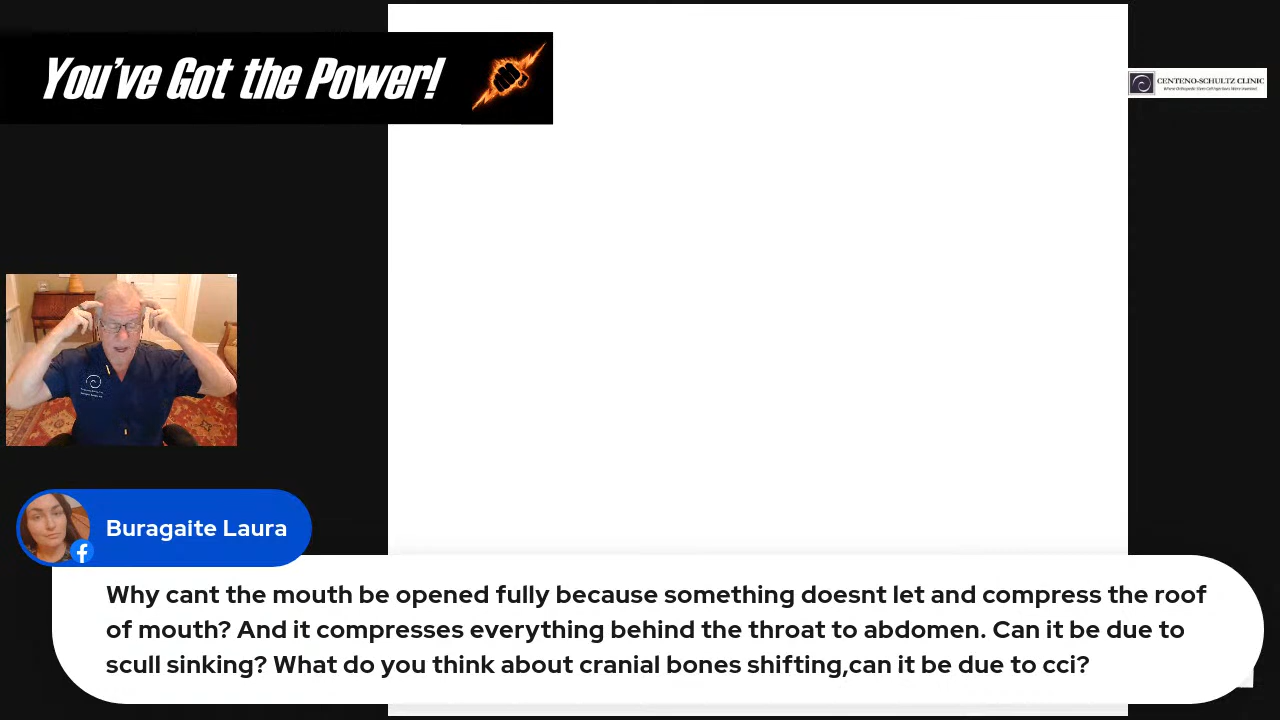 You've Got the Power!
CENTENO-SCHULTZ CLINIC
Buragaite Laura
Why cant the mouth be opened fully because something doesnt let and compress the roof
of mouth? And it compresses everything behind the throat to abdomen. Can it be due to
scull sinking? What do you think about cranial bones shifting,can it be due to cci?